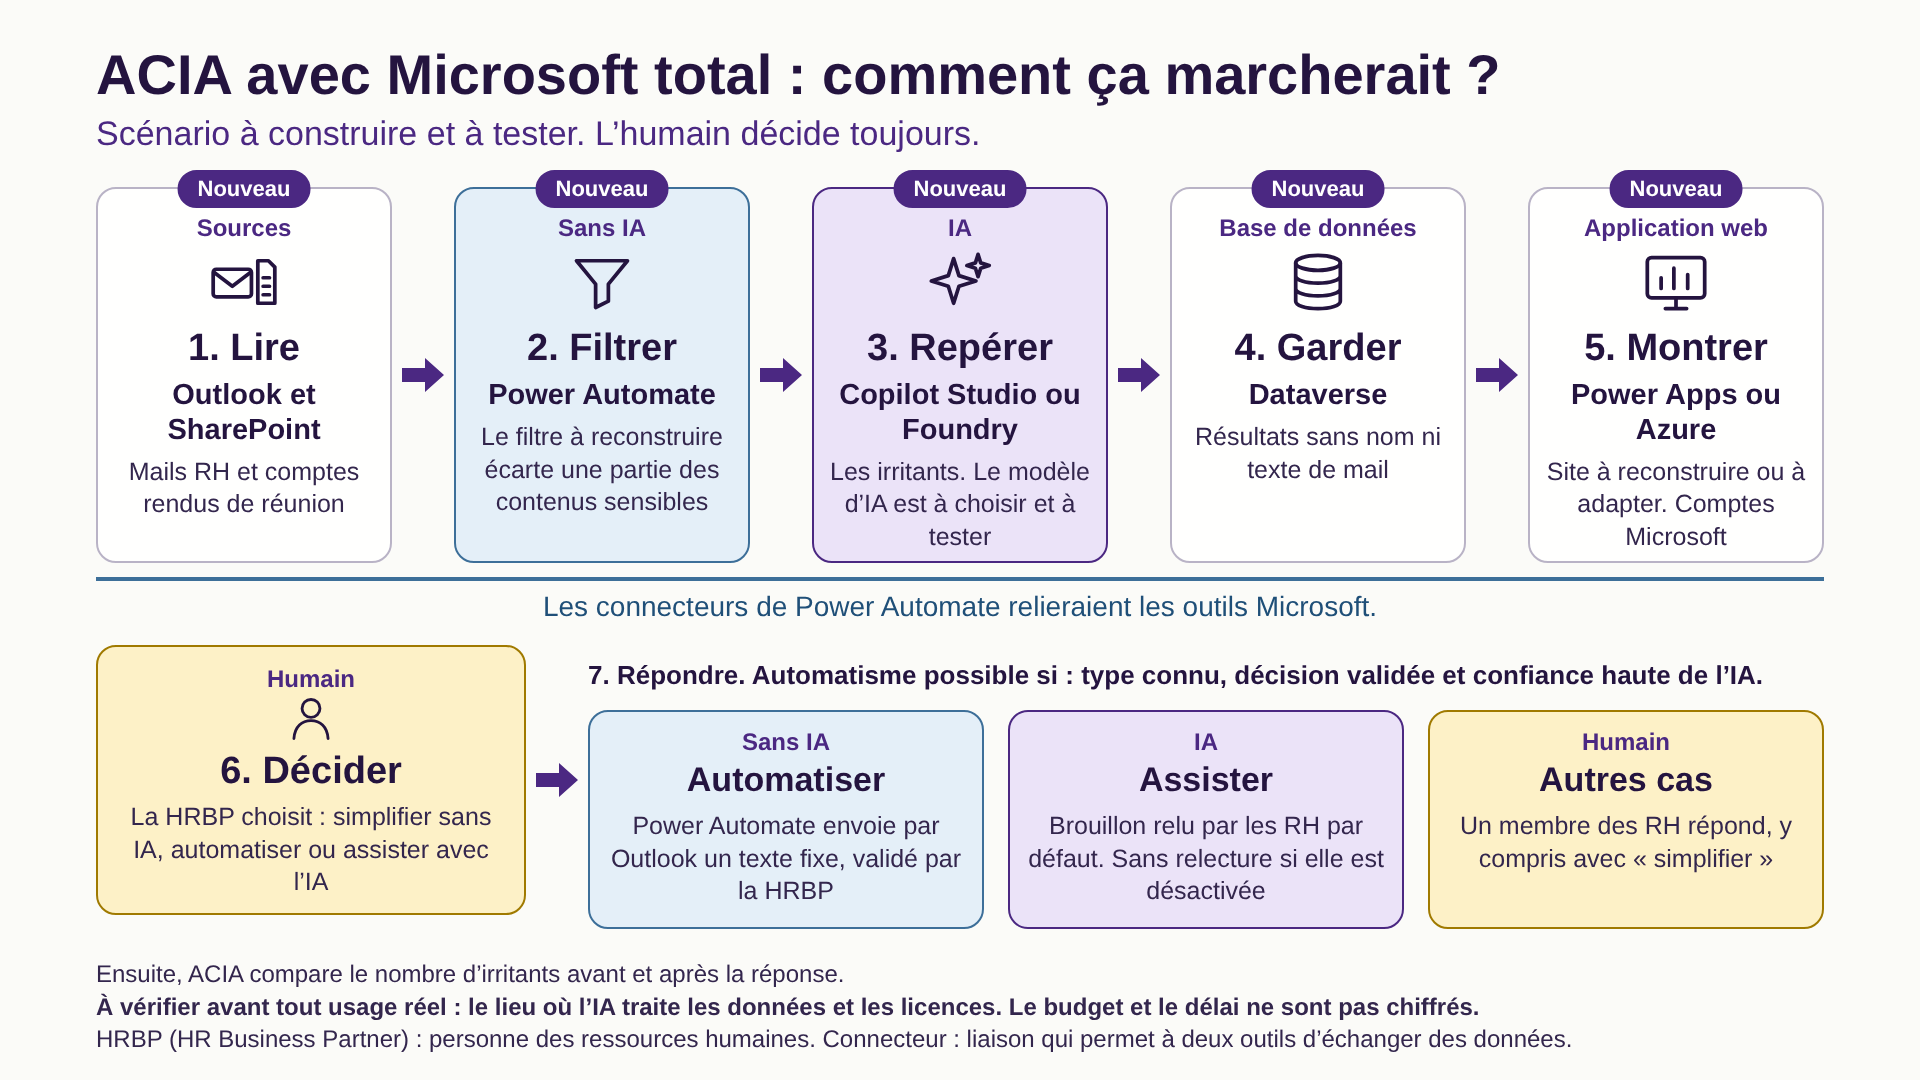 ACIA avec Microsoft total : comment ça marcherait ?
Scénario à construire et à tester. L’humain décide toujours.
Nouveau
Sources
1. Lire
Outlook et
SharePoint
Mails RH et comptes
rendus de réunion
Nouveau
Sans IA
2. Filtrer
Power Automate
Le filtre à reconstruire
écarte une partie des
contenus sensibles
Nouveau
IA
3. Repérer
Copilot Studio ou
Foundry
Les irritants. Le modèle
d’IA est à choisir et à
tester
Nouveau
Base de données
4. Garder
Dataverse
Résultats sans nom ni
texte de mail
Nouveau
Application web
5. Montrer
Power Apps ou
Azure
Site à reconstruire ou à
adapter. Comptes
Microsoft
Les connecteurs de Power Automate relieraient les outils Microsoft.
Humain
6. Décider
La HRBP choisit : simplifier sans
IA, automatiser ou assister avec
l’IA
7. Répondre. Automatisme possible si : type connu, décision validée et confiance haute de l’IA.
Sans IA
Automatiser
Power Automate envoie par
Outlook un texte fixe, validé par
la HRBP
IA
Assister
Brouillon relu par les RH par
défaut. Sans relecture si elle est
désactivée
Humain
Autres cas
Un membre des RH répond, y
compris avec « simplifier »
Ensuite, ACIA compare le nombre d’irritants avant et après la réponse.
À vérifier avant tout usage réel : le lieu où l’IA traite les données et les licences. Le budget et le délai ne sont pas chiffrés.
HRBP (HR Business Partner) : personne des ressources humaines. Connecteur : liaison qui permet à deux outils d’échanger des données.